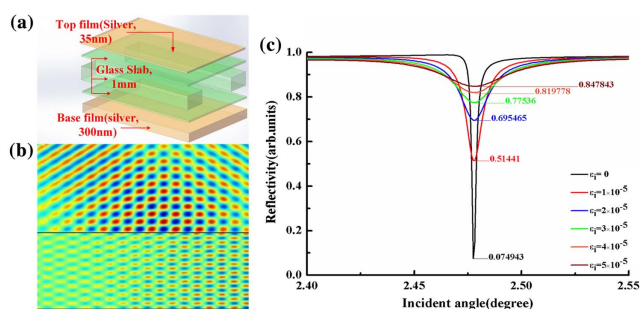 (a)
Top film(Silver,
35nm)
Glass Slab,
1mm
Base film(silver,
300nm)
(b)
(c)
Reflectivity(arb.units)
1.0
0.8
0.6
0.4
0.2
0.0
0.847843
0.819778
0.77536
0.695465
0.51441
0.074943
εi= 0
εi=1×10-5
εi=2×10-5
εi=3×10-5
εi=4×10-5
εi=5×10-5
2.40
2.45
2.50
2.55
Incident angle(degree)